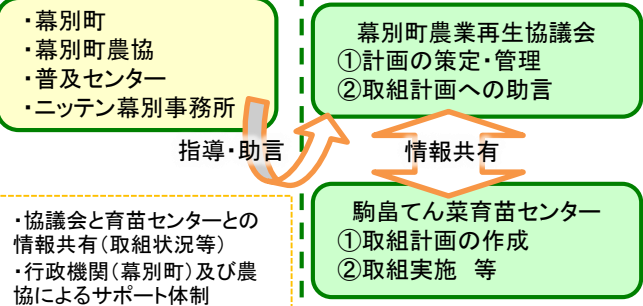 ・幕別町
・幕別町農協
・普及センター
・ニッテン幕別事務所
幕別町農業再生協議会
①計画の策定・管理
②取組計画への助言
指導・助言
情報共有
・協議会と育苗センターとの
情報共有(取組状況等)
・行政機関(幕別町)及び農
協によるサポート体制
駒畠てん菜育苗センター
①取組計画の作成
②取組実施 等